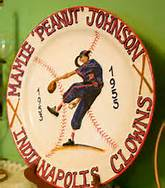 MAMIE "PEANUT" JOHNSON
1953
1955
INDIANAPOLIS CLOWNS